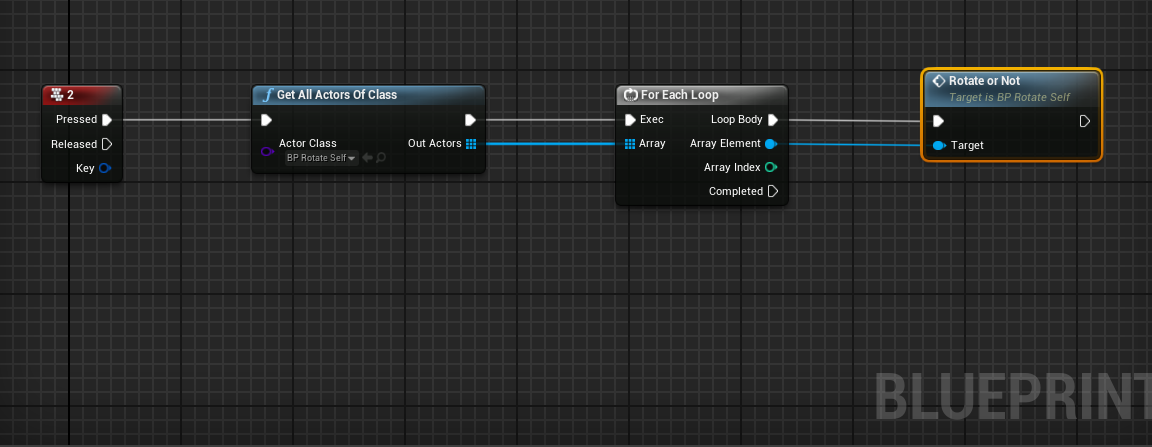 2
Pressed
Released
Key
Get All Actors Of Class
Actor Class
BP Rotate Self
Out Actors
For Each Loop
Exec
Loop Body
Array
Array Element
Array Index
Completed
Rotate or Not
Target is BP Rotate Self
Target
BLUEPRINT